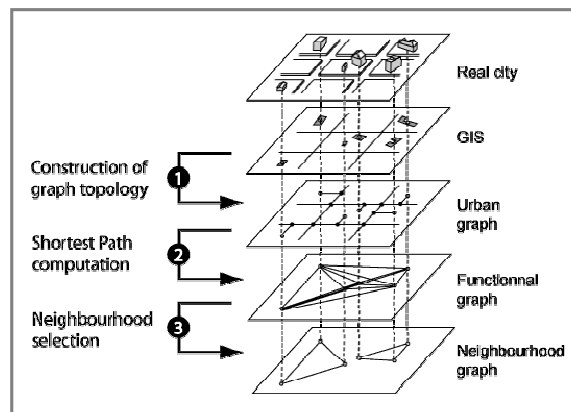 Real city
GIS
Construction of
graph topology
1
Urban
graph
Shortest Path
computation
2
Functionnal
graph
Neighbourhood
selection
3
Neighbourhood
graph